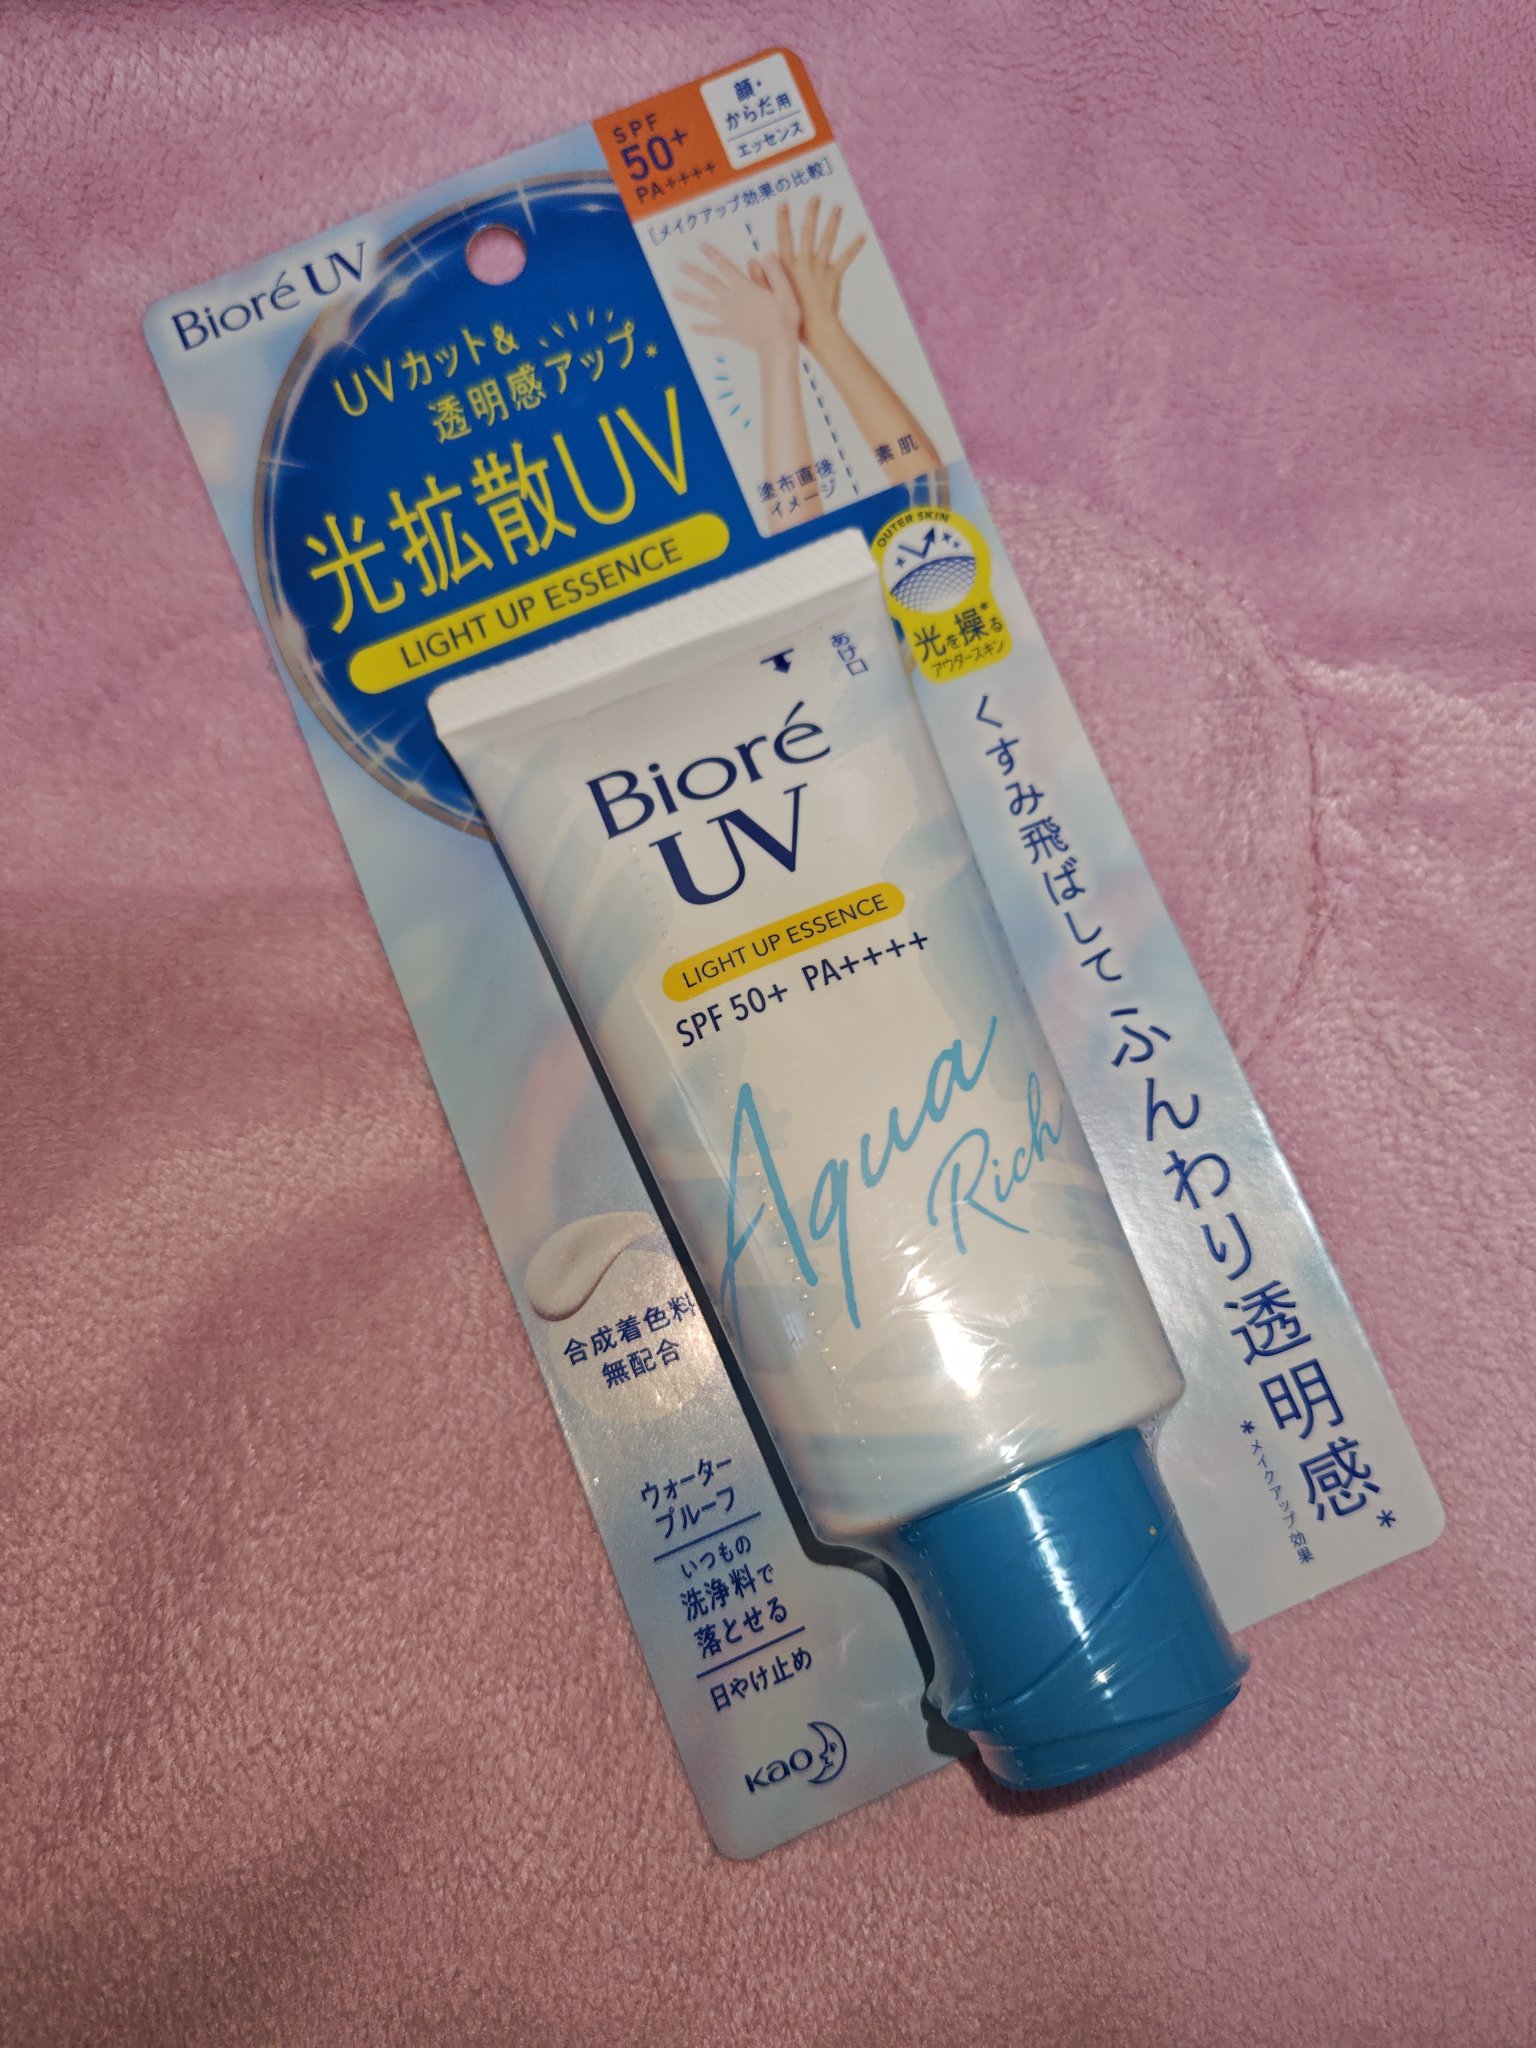 Bioré UV
SPF
50+
PA++++
顔・
からだ用
エッセンス
[メイクアップ効果の比較]
塗布直後
イメージ
素肌
UVカット&
透明感アップ*
光拡散UV
LIGHT UP ESSENCE
OUTER SKIN
光を操る*
アウタースキン
くすみ飛ばして ふんわり透明感*
*メイクアップ効果
あけ口
Bioré
UV
LIGHT UP ESSENCE
SPF 50+ PA++++
Aqua
Rich
合成着色料
無配合
ウォーター
プルーフ
いつもの
洗浄料で
落とせる
日やけ止め
Kao